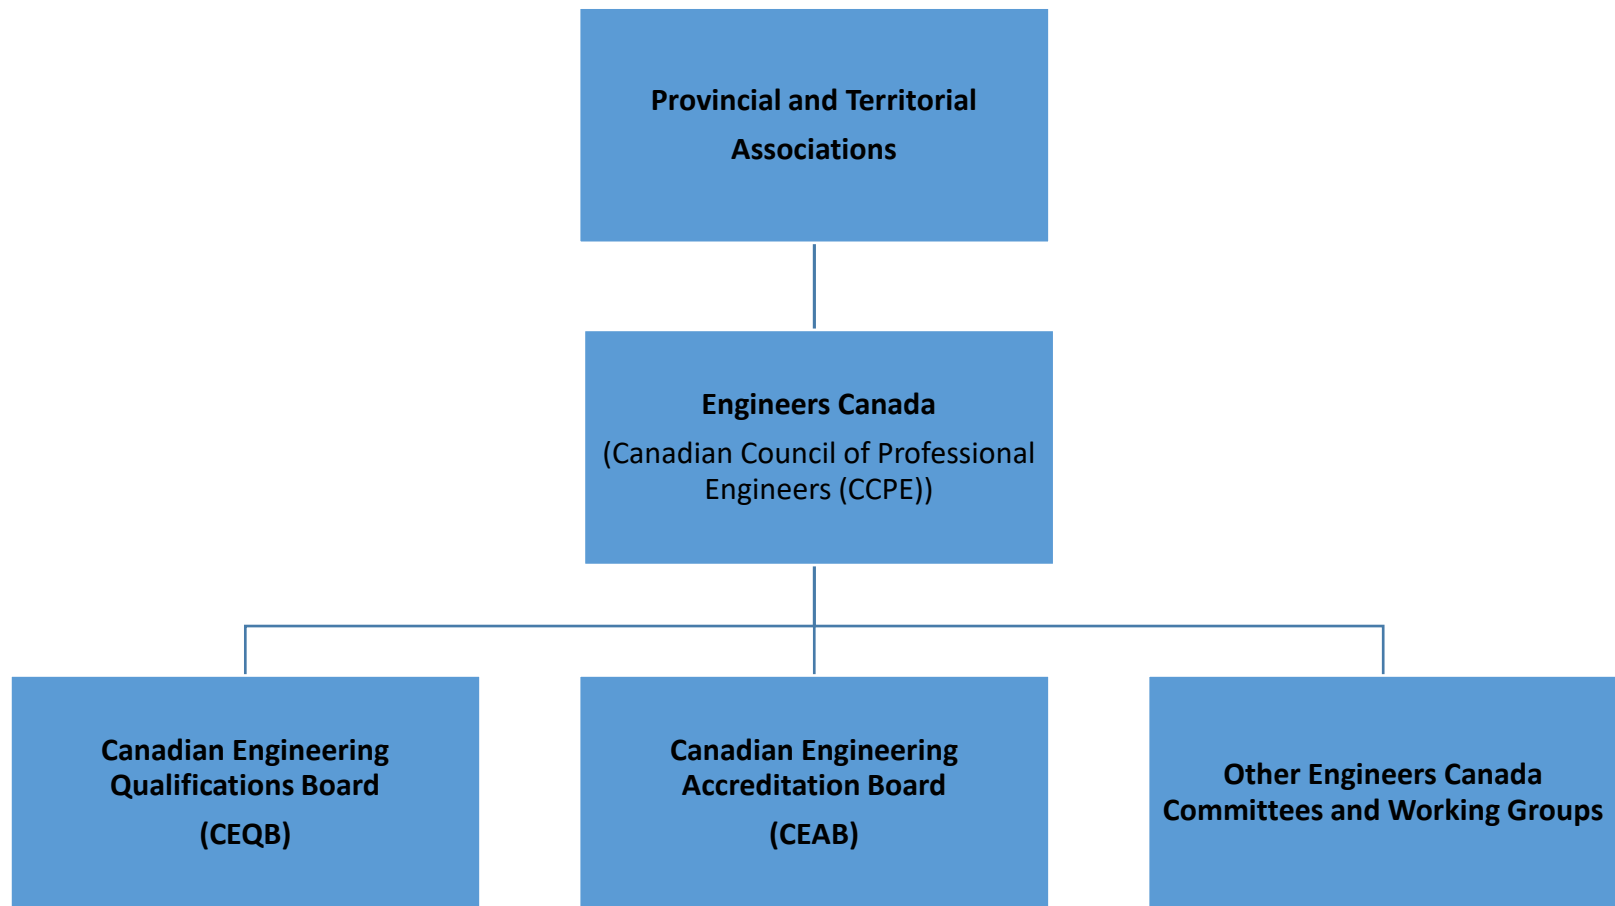 Provincial and Territorial
Associations
Engineers Canada
(Canadian Council of Professional
Engineers (CCPE))
Canadian Engineering
Qualifications Board
(CEQB)
Canadian Engineering
Accreditation Board
(CEAB)
Other Engineers Canada
Committees and Working Groups